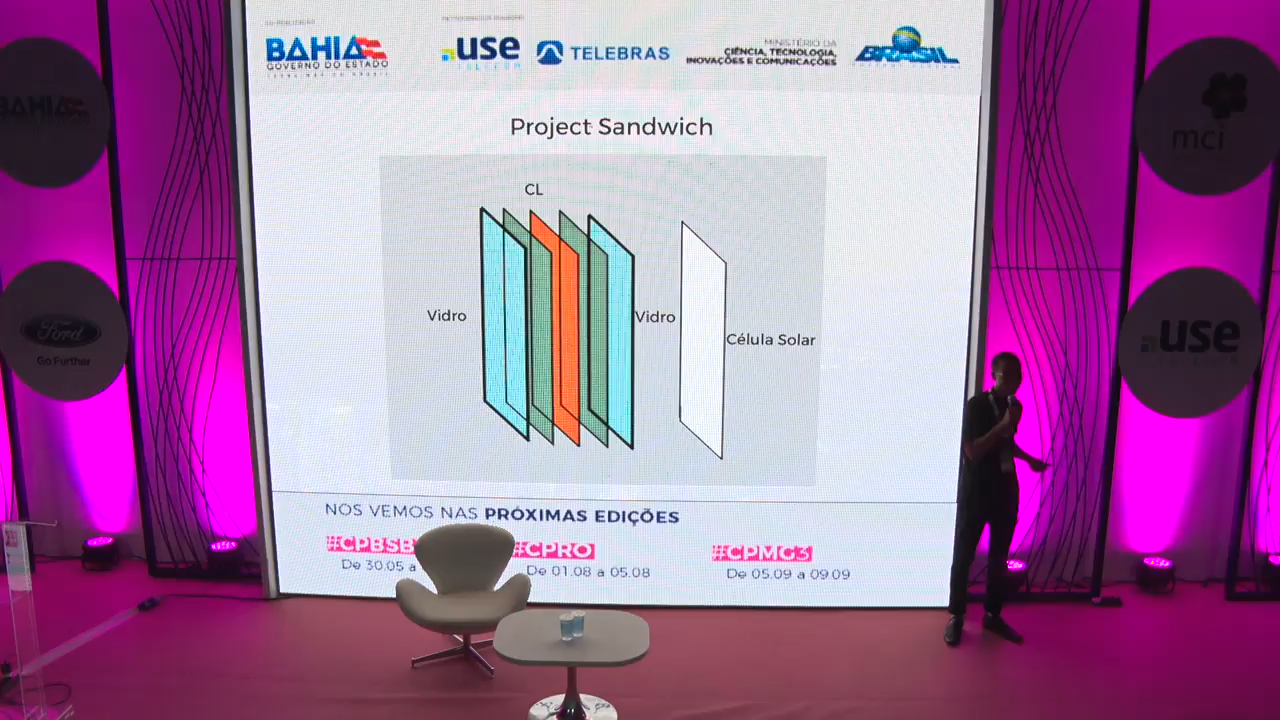 BAHIA
GOVERNO DO ESTADO
use
TELECOM
TELEBRAS
MINISTÉRIO DA
CIÊNCIA, TECNOLOGIA,
INOVAÇÕES E COMUNICAÇÕES
BRASIL
Project Sandwich
CL
Vidro
Vidro
Célula Solar
NOS VEMOS NAS PRÓXIMAS EDIÇÕES
#CPBSB
#CPRO
#CPMG3
De 30.05 a
De 01.08 a 05.08
De 05.09 a 09.09
BAHIA
mci
Ford
Go Further
use